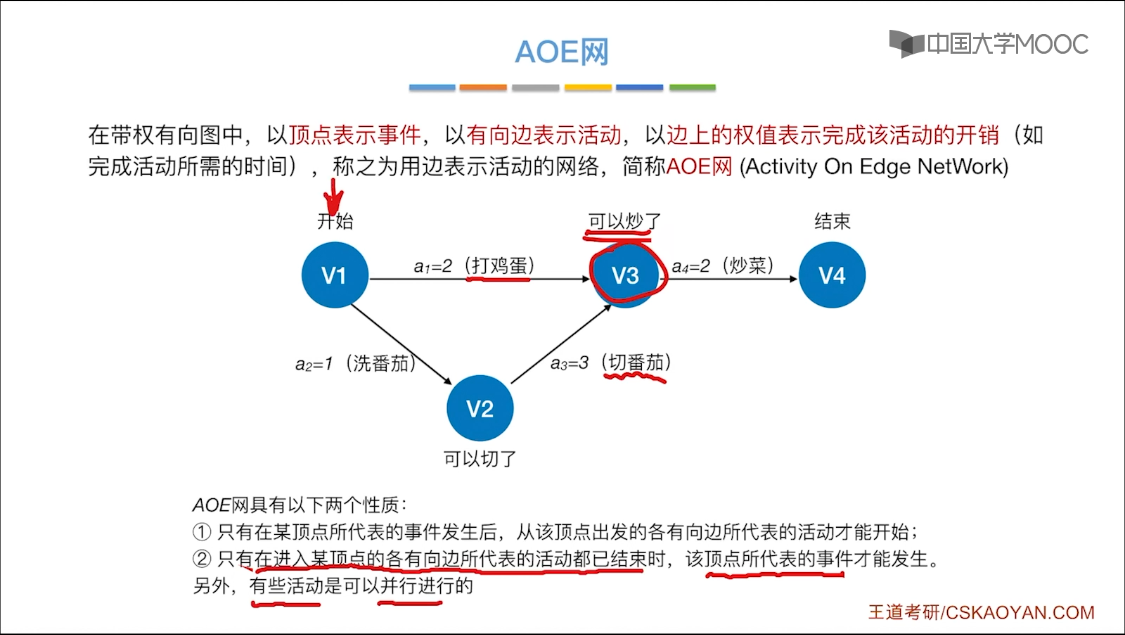 AOE网
中国大学MOOC
在带权有向图中，以顶点表示事件，以有向边表示活动，以边上的权值表示完成该活动的开销（如
完成活动所需的时间），称之为用边表示活动的网络，简称AOE网 (Activity On Edge NetWork)
开始
可以炒了
结束
V1
a₁=2（打鸡蛋）
V3
a₄=2（炒菜）
V4
a₂=1（洗番茄）
a₃=3（切番茄）
V2
可以切了
AOE网具有以下两个性质：
① 只有在某顶点所代表的事件发生后，从该顶点出发的各有向边所代表的活动才能开始；
② 只有在进入某顶点的各有向边所代表的活动都已结束时，该顶点所代表的事件才能发生。
另外，有些活动是可以并行进行的
王道考研/CSKAOYAN.COM